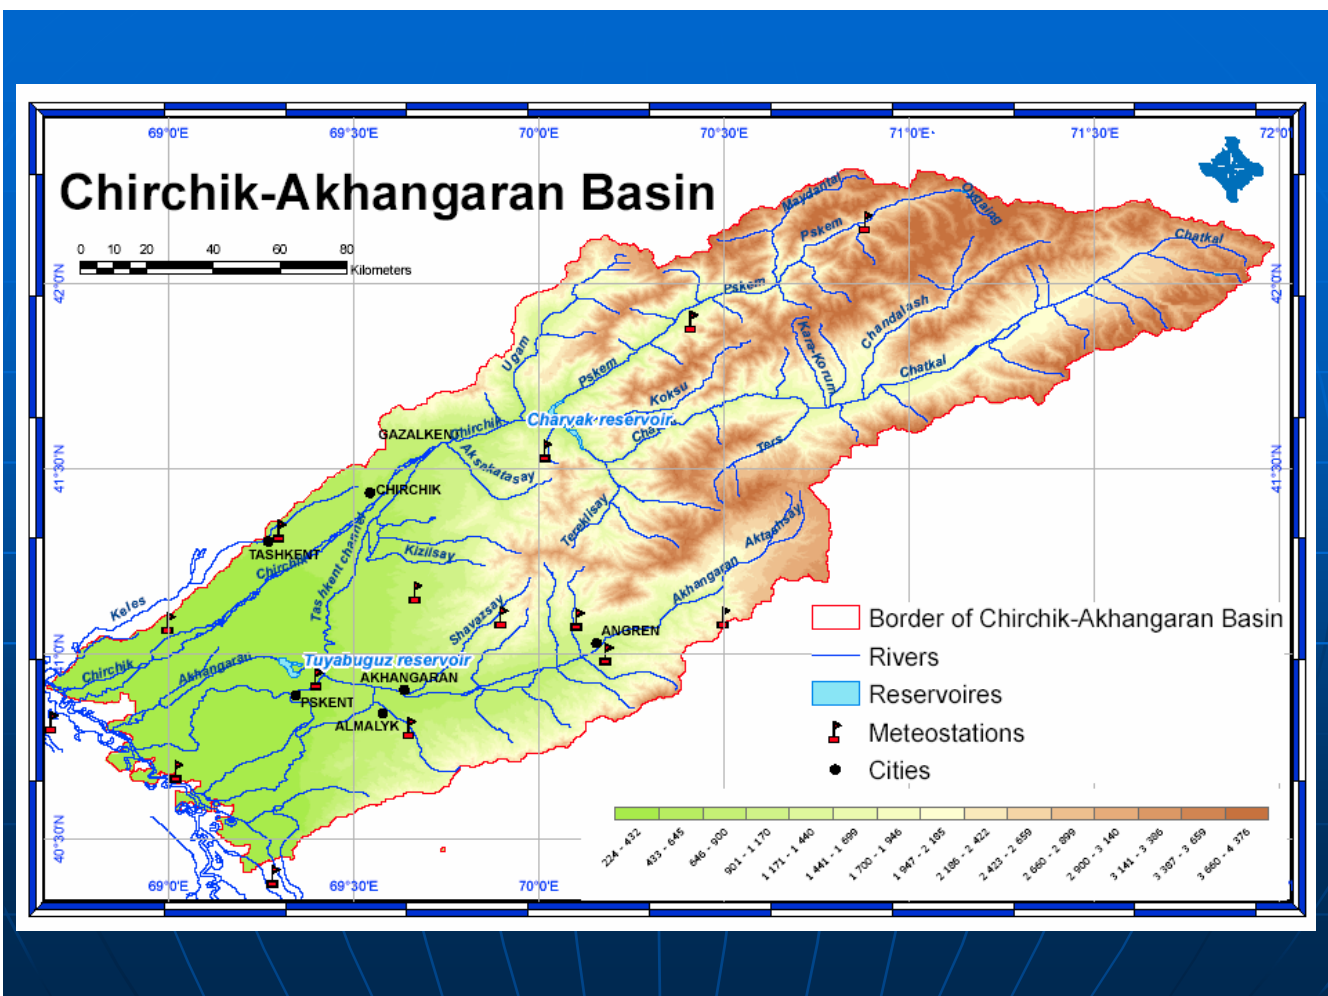 69°0'E 69°30'E 70°0'E 70°30'E 71°0'E 71°30'E 72°0'
Chirchik-Akhangaran Basin
0 10 20 40 60 80
Kilometers
42°0'N
42°0'N
Maydantal
Oygaing
Pskem
Chatkal
Pskem
Chandalash
Kara-Korum
Ugam
Pskem
Chatkal
Koksu
Charvak reservoir
Chirchik
GAZALKENT
Ters
Aksakatasay
41°30'N
41°30'N
CHIRCHIK
Tereklisay
Aktashsay
TASHKENT
Chirchik
Tashkent channel
Kizilsay
Akhangaran
Keles
Shavazsay
ANGREN
Border of Chirchik-Akhangaran Basin
41°0'N
Chirchik
Akhangaran
Tuyabuguz reservoir
Rivers
AKHANGARAN
PSKENT
Reservoires
ALMALYK
Meteostations
Cities
40°30'N
224 - 432
433 - 645
646 - 900
901 - 1 170
1 171 - 1 440
1 441 - 1 699
1 700 - 1 946
1 947 - 2 185
2 186 - 2 422
2 423 - 2 659
2 660 - 2 899
2 900 - 3 140
3 141 - 3 386
3 387 - 3 659
3 660 - 4 376
69°0'E 69°30'E 70°0'E